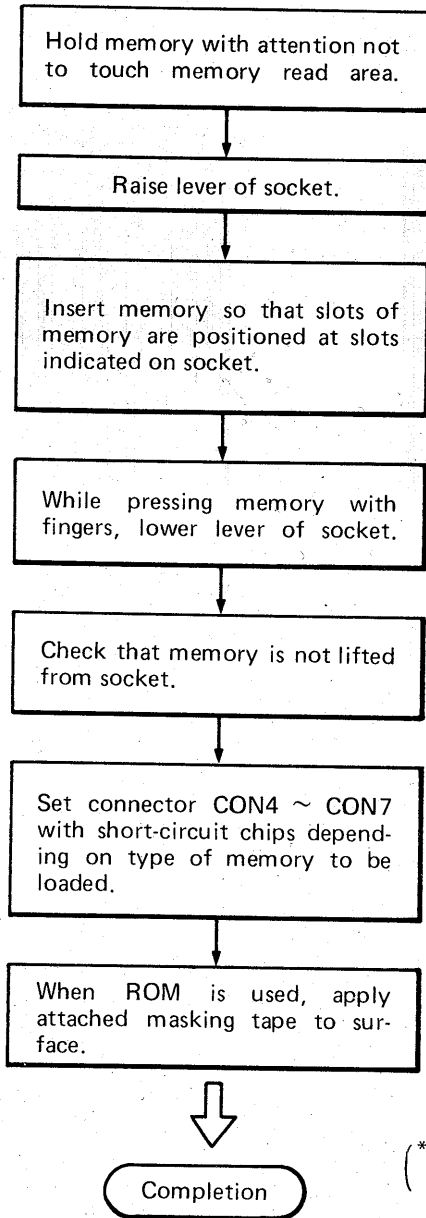 Hold memory with attention not
to touch memory read area.
Raise lever of socket.
Insert memory so that slots of
memory are positioned at slots
indicated on socket.
While pressing memory with
fingers, lower lever of socket.
Check that memory is not lifted
from socket.
Set connector CON4 ~ CON7
with short-circuit chips depend-
ing on type of memory to be
loaded.
When ROM is used, apply
attached masking tape to sur-
face.
Completion
(*